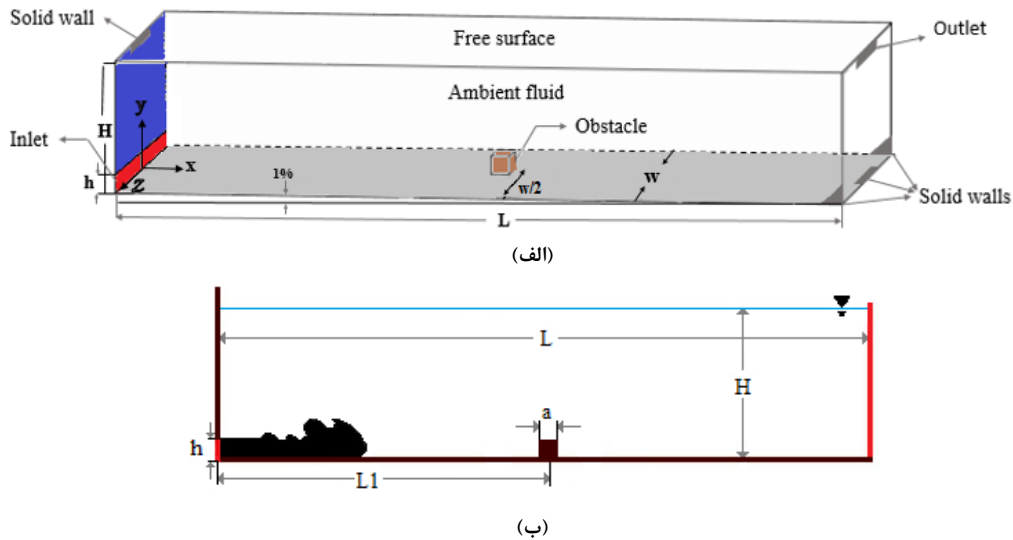 Solid wall
Free surface
Outlet
Ambient fluid
H
y
Obstacle
Inlet
x
h
z
1%
w/2
w
Solid walls
L
(الف)
L
H
a
h
L1
(ب)